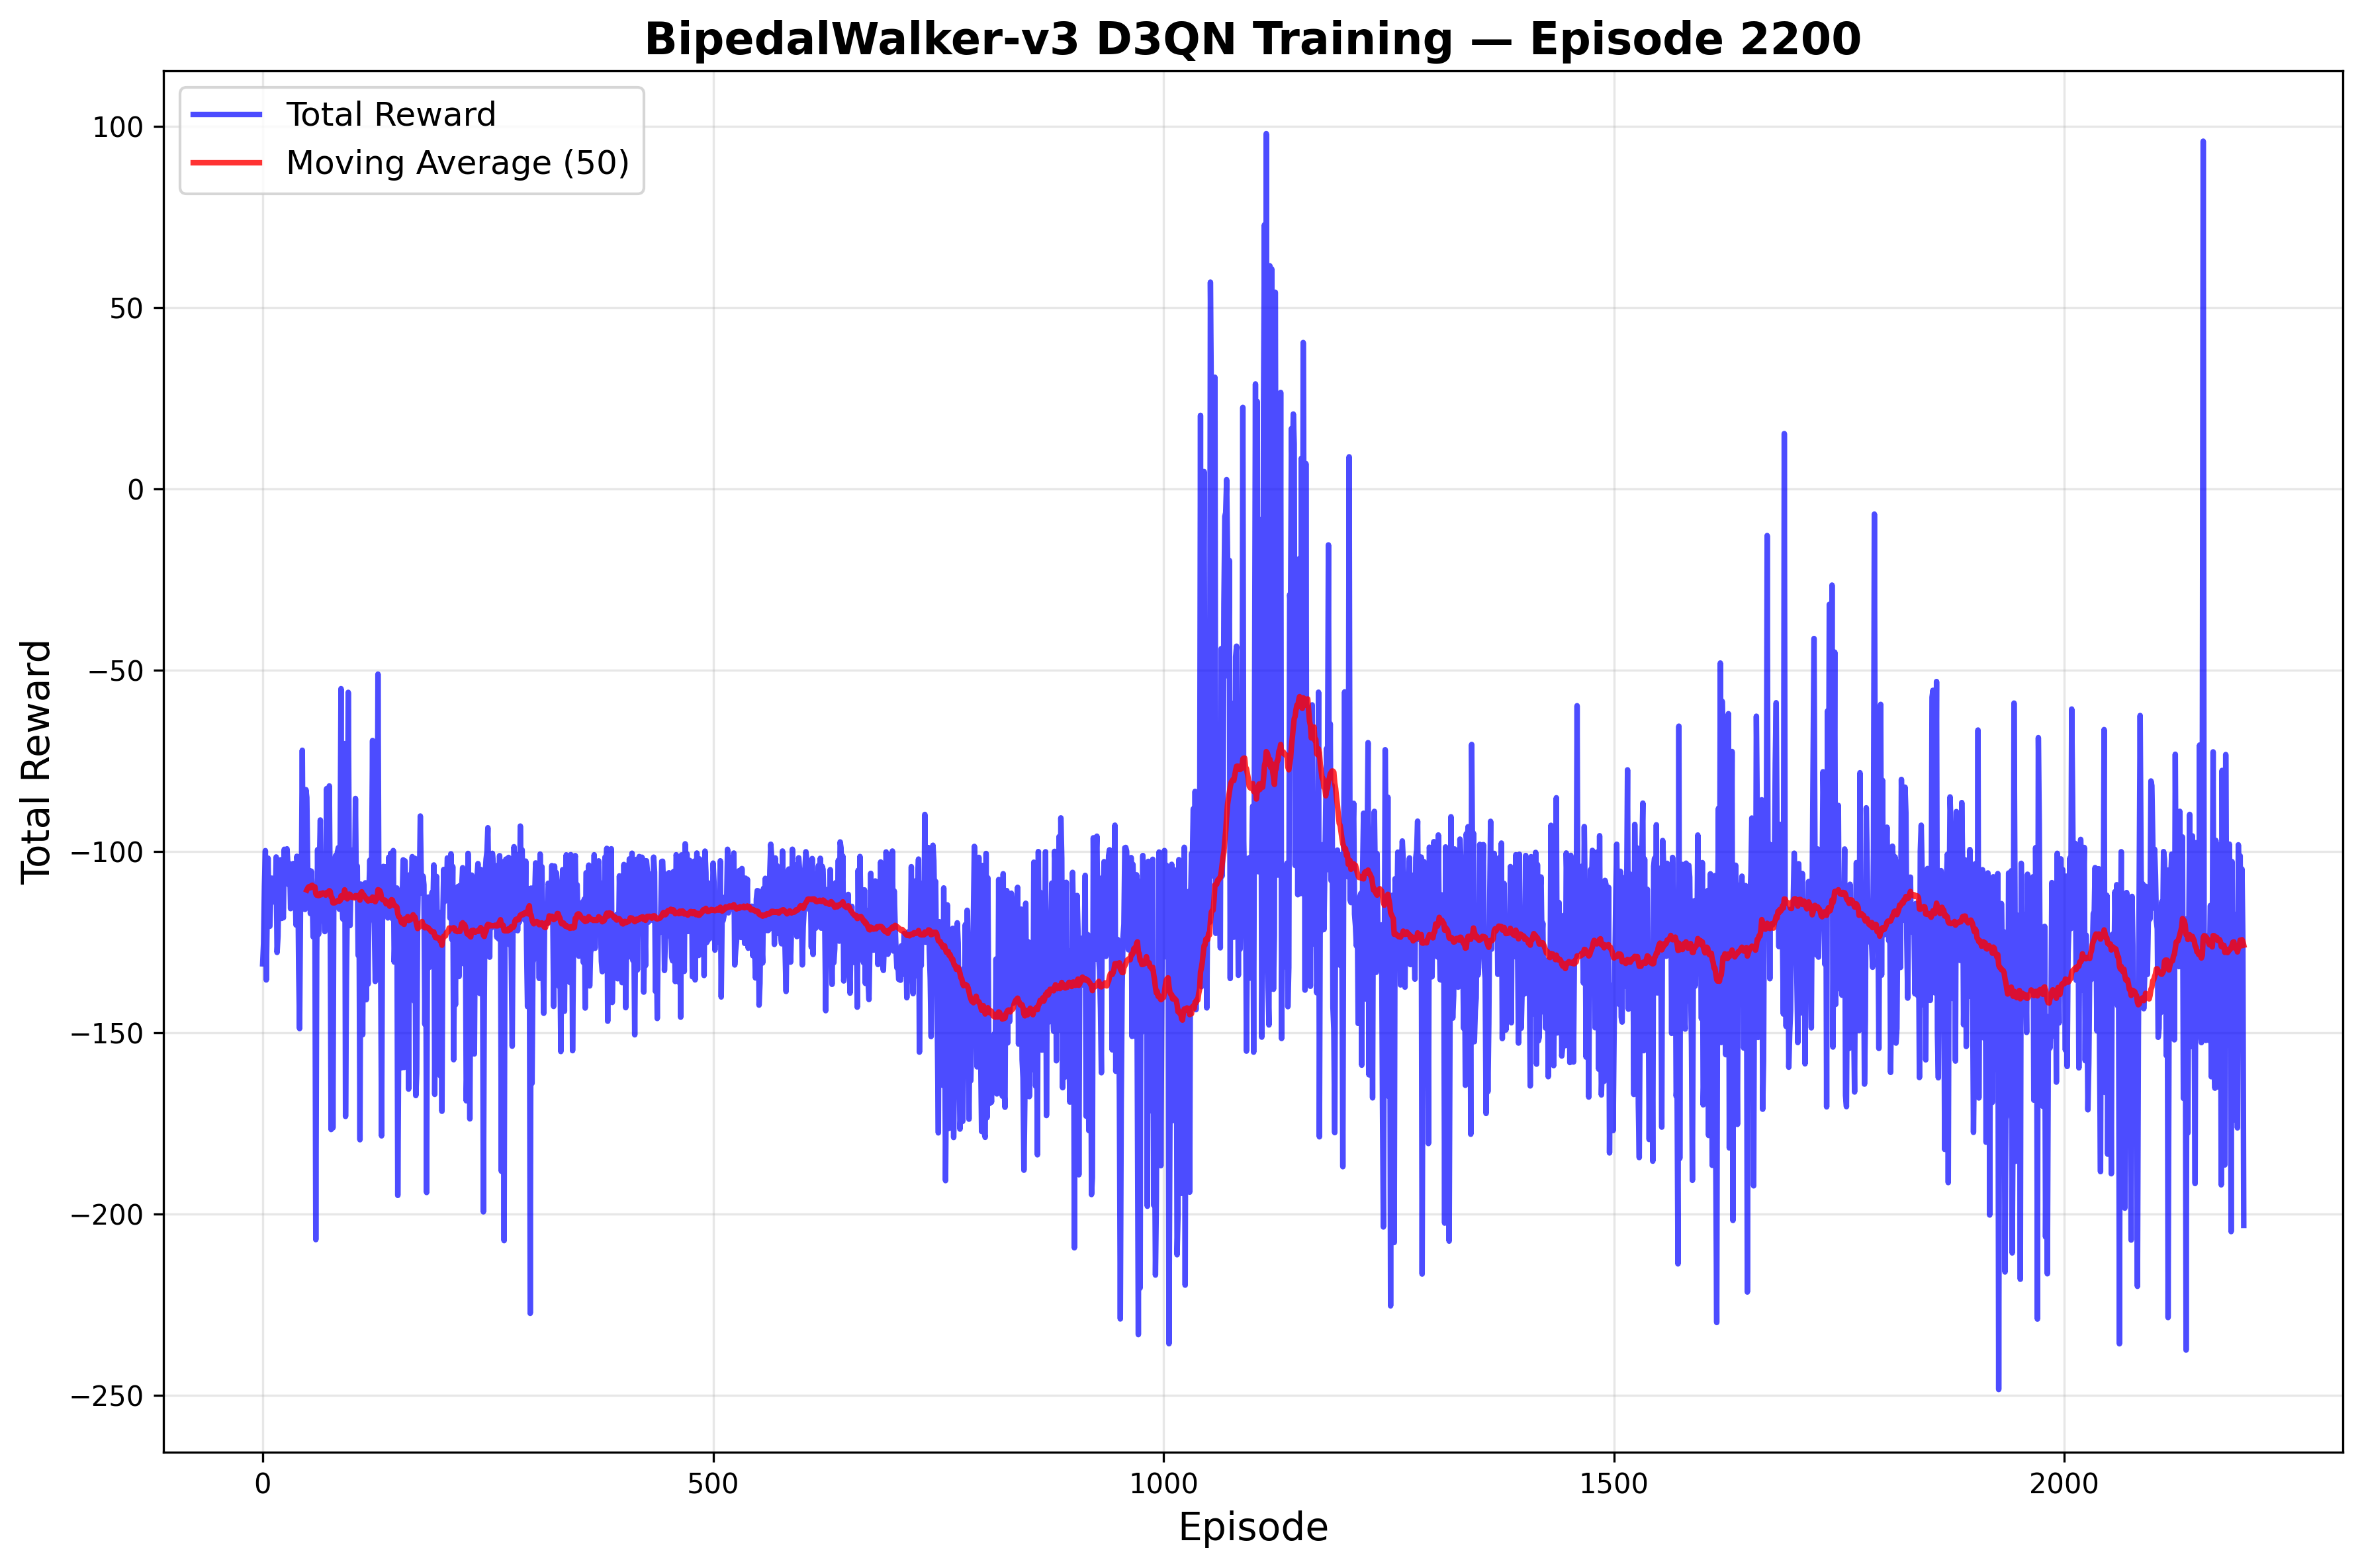 BipedalWalker-v3 D3QN Training — Episode 2200
Total Reward
Moving Average (50)
100
50
0
−50
−100
−150
−200
−250
Total Reward
0
500
1000
1500
2000
Episode